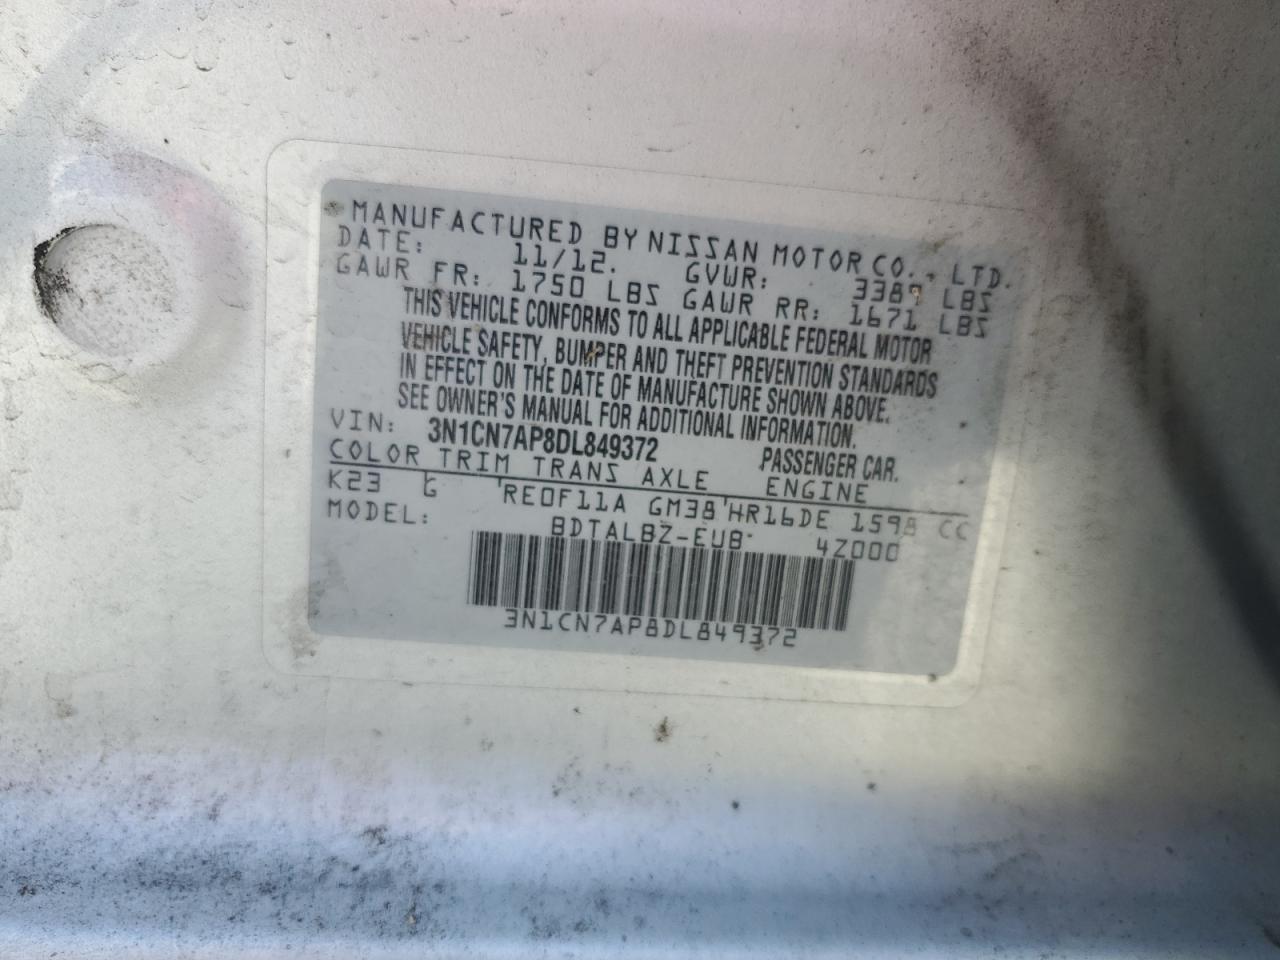 MANUFACTURED BY NISSAN MOTOR CO., LTD.
DATE: 11/12. GVWR: 3389 LBS
GAWR FR: 1750 LBS GAWR RR: 1671 LBS
THIS VEHICLE CONFORMS TO ALL APPLICABLE FEDERAL MOTOR
VEHICLE SAFETY, BUMPER AND THEFT PREVENTION STANDARDS
IN EFFECT ON THE DATE OF MANUFACTURE SHOWN ABOVE.
SEE OWNER'S MANUAL FOR ADDITIONAL INFORMATION.
VIN: 3N1CN7AP8DL849372 PASSENGER CAR.
COLOR TRIM TRANS AXLE ENGINE
K23 G RE0F11A GM38 HR16DE 1598 CC
MODEL: BDTALBZ-EUB 4Z000
3N1CN7AP8DL849372